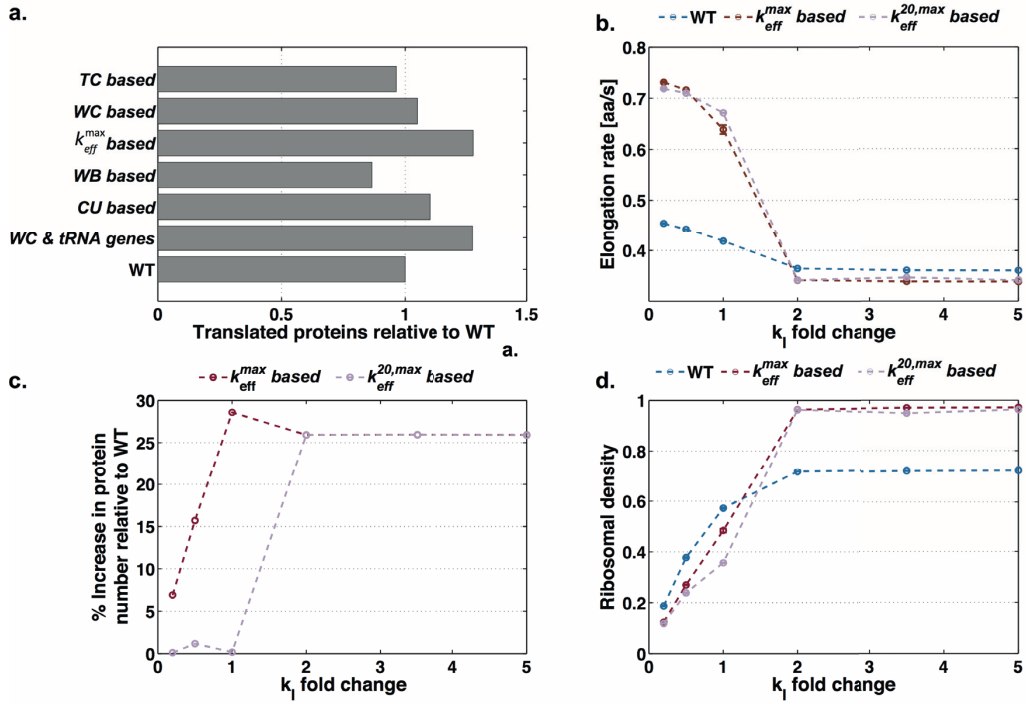 a.
TC based
WC based
k_eff^max based
WB based
CU based
WC & tRNA genes
WT
0 0.5 1 1.5
Translated proteins relative to WT
a.
b.
WT k_eff^max based k_eff^20,max based
0.8
0.7
0.6
0.5
0.4
Elongation rate [aa/s]
0 1 2 3 4 5
k_I fold change
c.
k_eff^max based k_eff^20,max based
30
25
20
15
10
5
0
% Increase in protein
number relative to WT
0 1 2 3 4 5
k_I fold change
d.
WT k_eff^max based k_eff^20,max based
1
0.8
0.6
0.4
0.2
0
Ribosomal density
0 1 2 3 4 5
k_I fold change